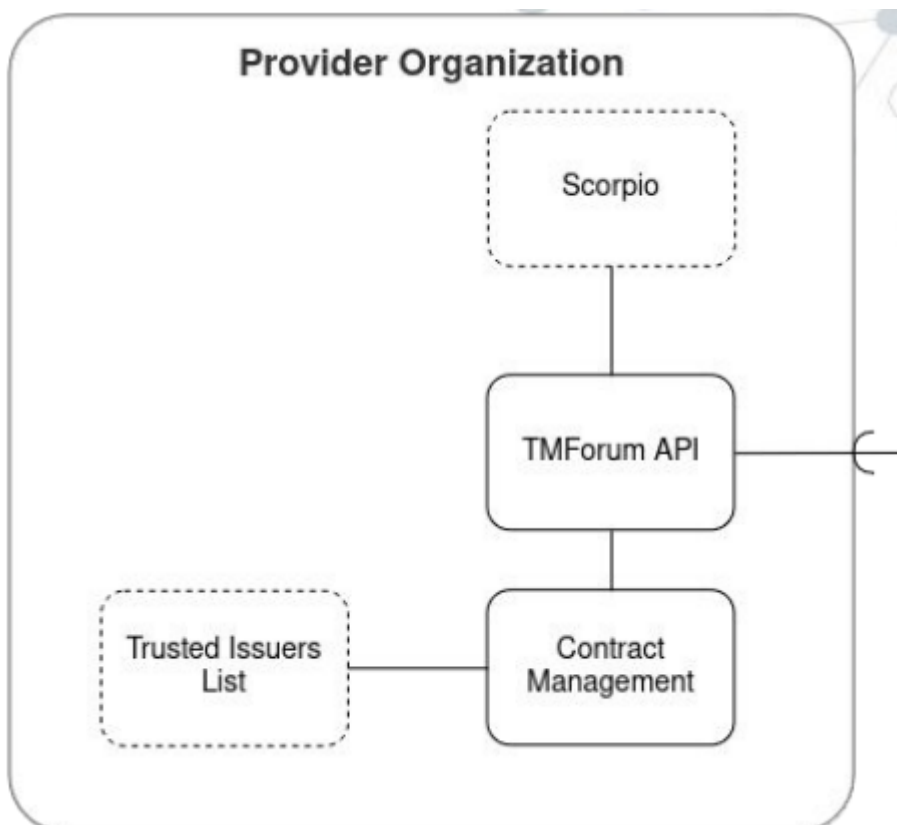 Provider Organization
Scorpio
TMForum API
Trusted Issuers
List
Contract
Management